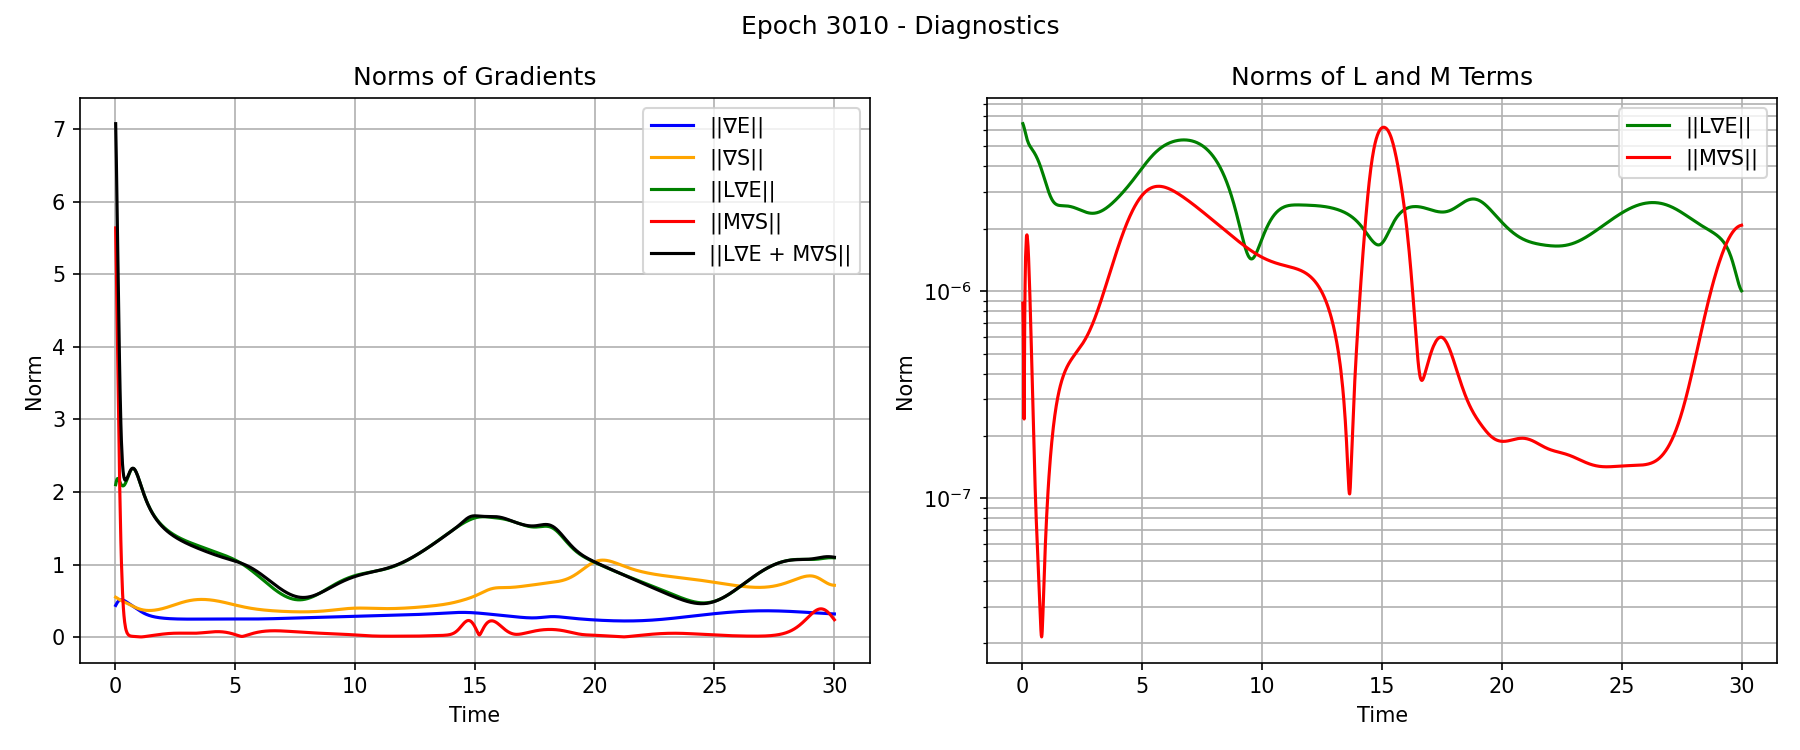 Epoch 3010 - Diagnostics
Norms of Gradients
Norm
7
6
5
4
3
2
1
0
||∇E||
||∇S||
||L∇E||
||M∇S||
||L∇E + M∇S||
0 5 10 15 20 25 30
Time
Norms of L and M Terms
Norm
10⁻⁶
10⁻⁷
||L∇E||
||M∇S||
0 5 10 15 20 25 30
Time